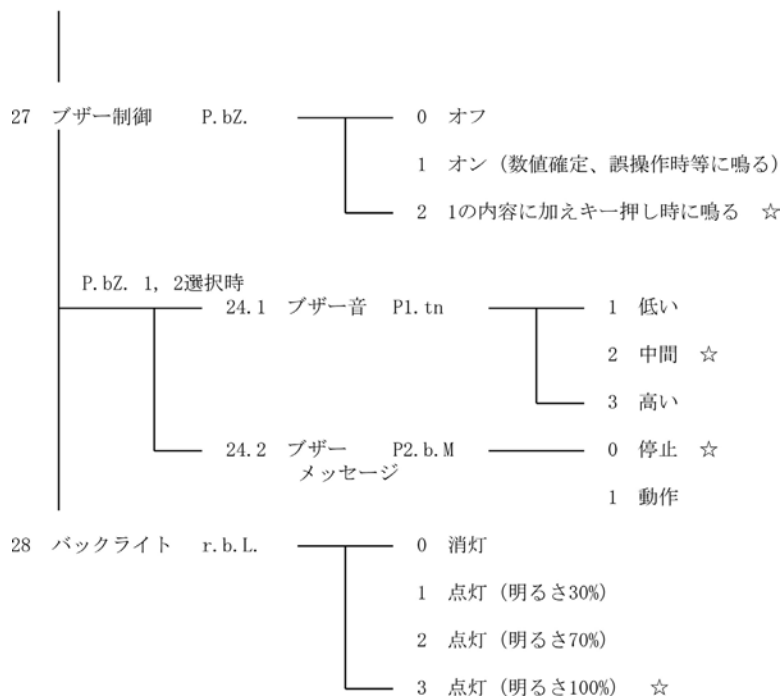 27 ブザー制御 P.bZ. 0 オフ
1 オン（数値確定、誤操作時等に鳴る）
2 1の内容に加えキー押し時に鳴る ☆
P.bZ. 1, 2選択時
24.1 ブザー音 P1.tn 1 低い
2 中間 ☆
3 高い
24.2 ブザー P2.b.M 0 停止 ☆
メッセージ
1 動作
28 バックライト r.b.L. 0 消灯
1 点灯（明るさ30%）
2 点灯（明るさ70%）
3 点灯（明るさ100%） ☆